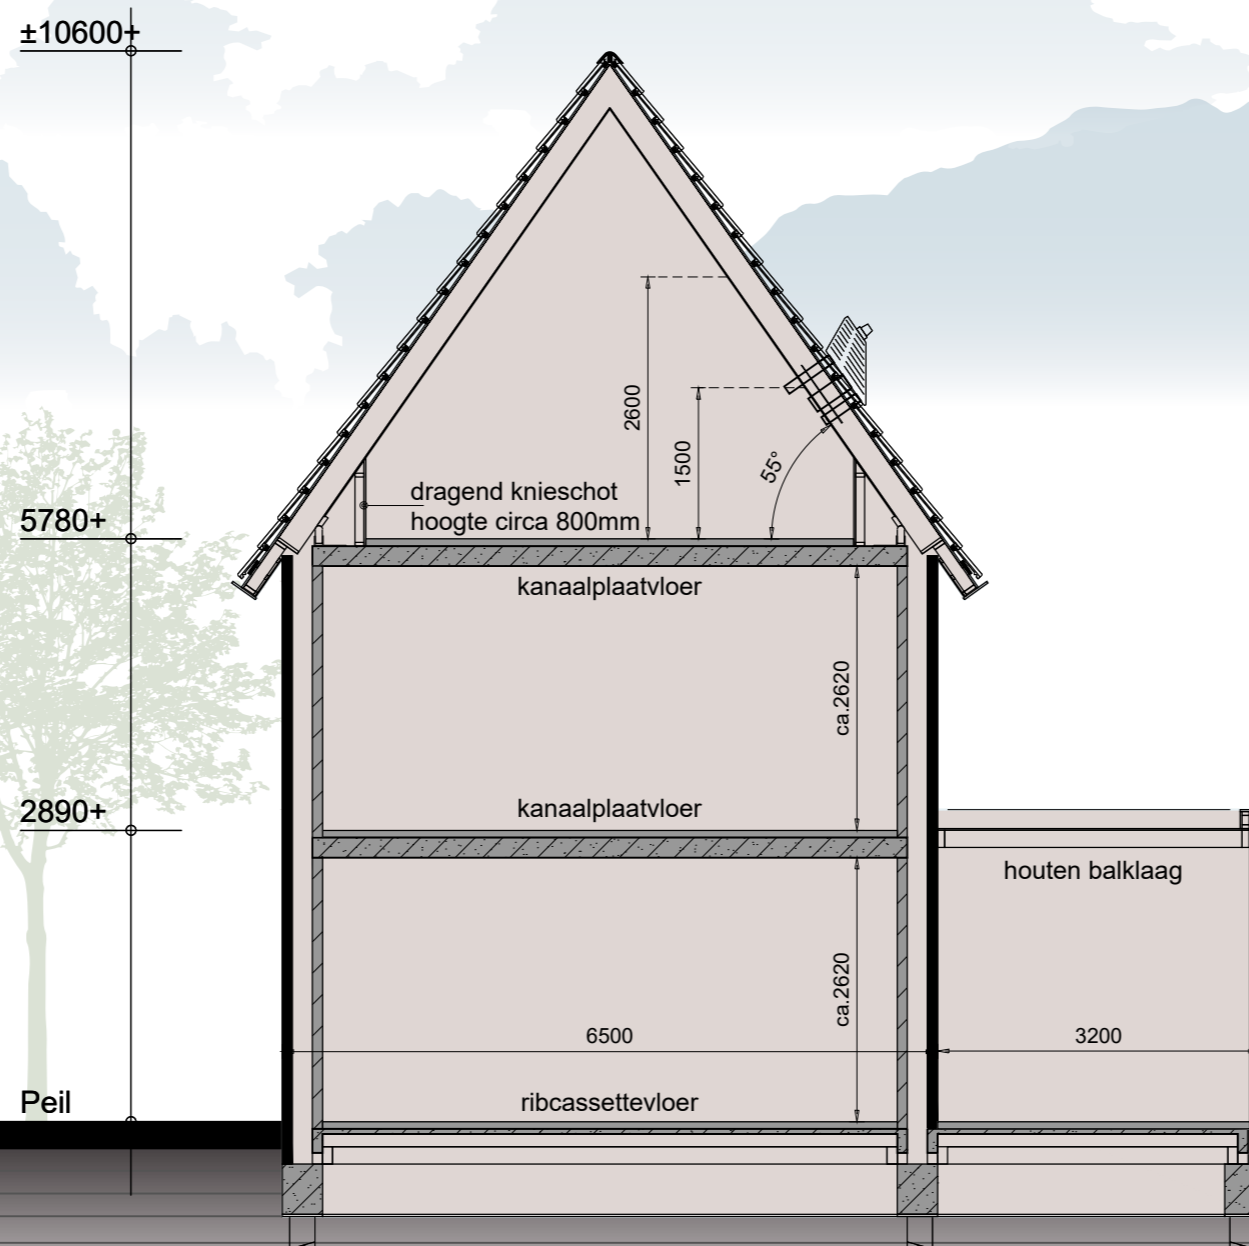 ±10600+
2600
1500
55°
dragend knieschot
hoogte circa 800mm
5780+
kanaalplaatvloer
ca.2620
kanaalplaatvloer
2890+
houten balklaag
ca.2620
6500
3200
Peil
ribcassettevloer